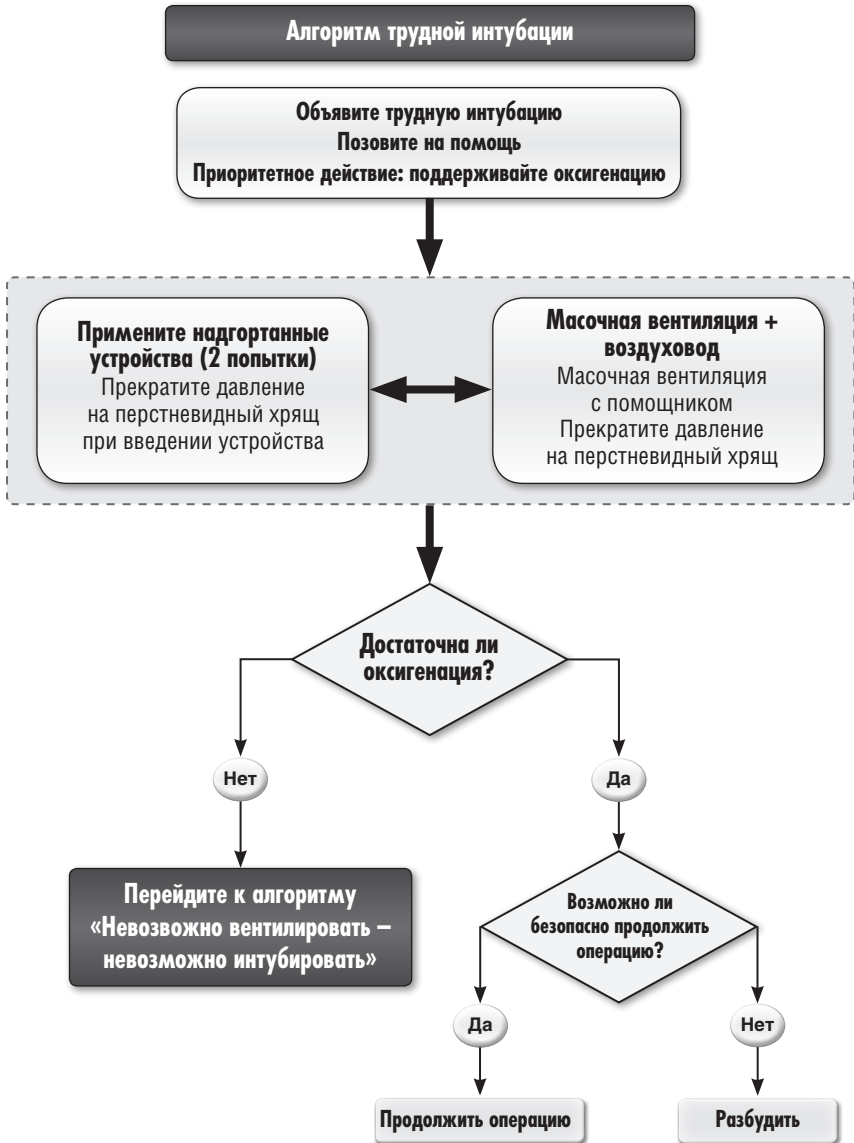 Алгоритм трудной интубации
Объявите трудную интубацию
Позовите на помощь
Приоритетное действие: поддерживайте оксигенацию
Примените надгортанные
устройства (2 попытки)
Прекратите давление
на перстневидный хрящ
при введении устройства
Масочная вентиляция +
воздуховод
Масочная вентиляция
с помощником
Прекратите давление
на перстневидный хрящ
Достаточна ли
оксигенация?
Нет
Да
Перейдите к алгоритму
«Невозвожно вентилировать –
невозможно интубировать»
Возможно ли
безопасно продолжить
операцию?
Да
Нет
Продолжить операцию
Разбудить